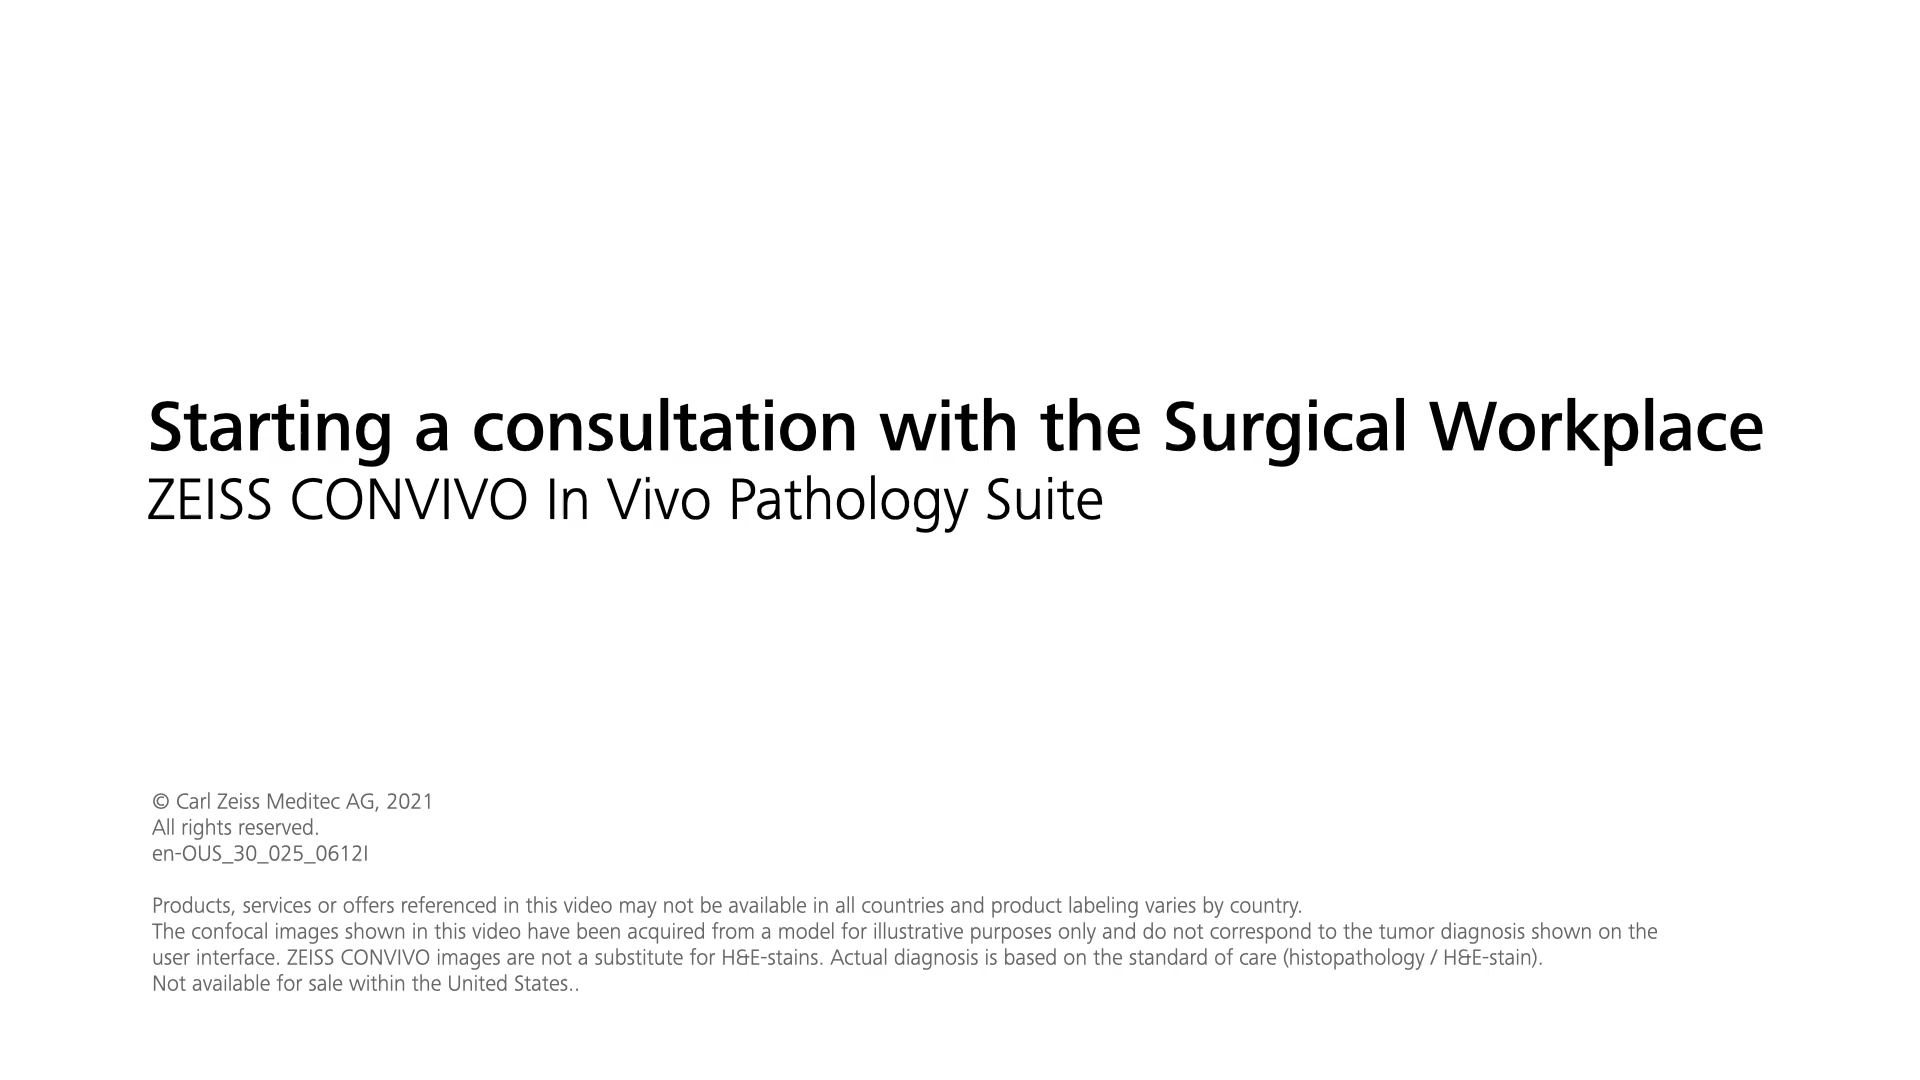 Starting a consultation with the Surgical Workplace
ZEISS CONVIVO In Vivo Pathology Suite
© Carl Zeiss Meditec AG, 2021
All rights reserved.
en-OUS_30_025_0612I
Products, services or offers referenced in this video may not be available in all countries and product labeling varies by country.
The confocal images shown in this video have been acquired from a model for illustrative purposes only and do not correspond to the tumor diagnosis shown on the
user interface. ZEISS CONVIVO images are not a substitute for H&E-stains. Actual diagnosis is based on the standard of care (histopathology / H&E-stain).
Not available for sale within the United States..